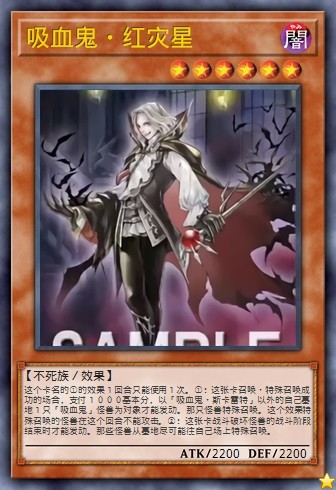 吸血鬼・红灾星
闇
SAMPLE
【不死族／效果】
这个卡名的①的效果1回合只能使用1次。①：这张卡召唤・特殊召唤成
功的场合，支付1000基本分，以「吸血鬼・斯卡雷特」以外的自己墓
地1只「吸血鬼」怪兽为对象才能发动。那只怪兽特殊召唤。这个效果特
殊召唤的怪兽在这个回合不能攻击。②：这张卡战斗破坏怪兽的战斗阶段
结束时才能发动。那些怪兽从墓地尽可能往自己场上特殊召唤。
ATK/2200 DEF/2200